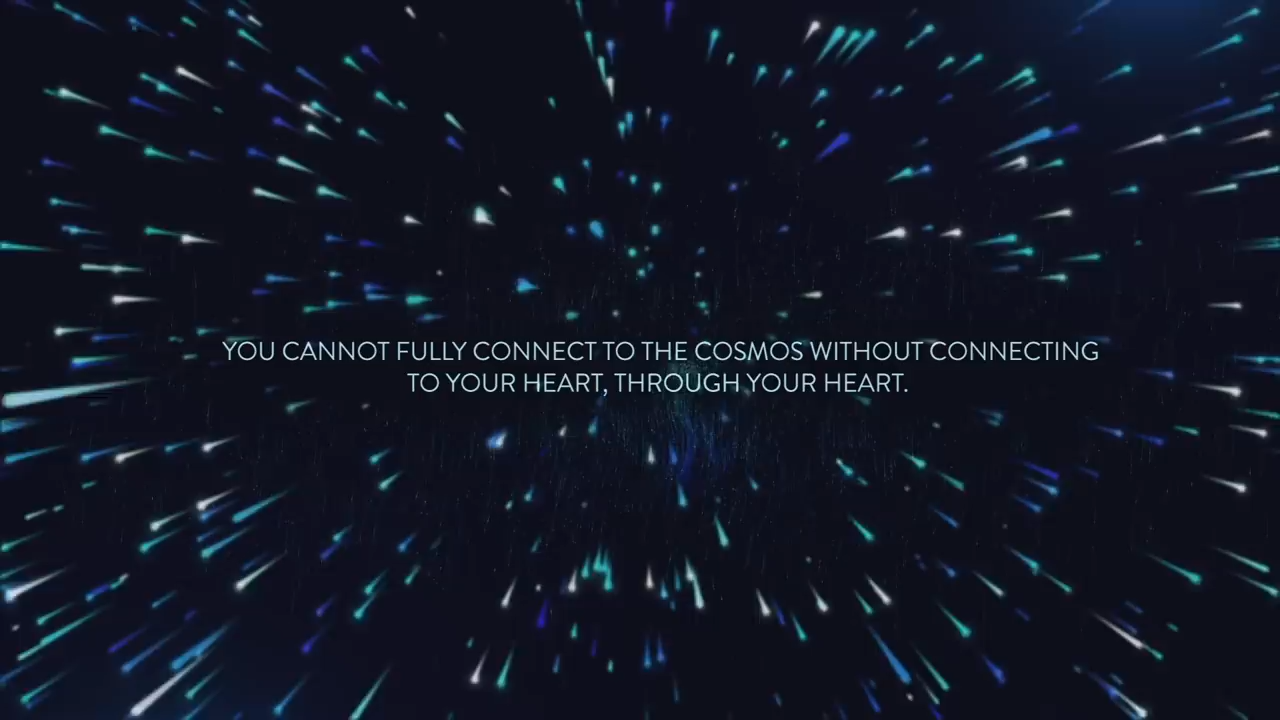 YOU CANNOT FULLY CONNECT TO THE COSMOS WITHOUT CONNECTING
TO YOUR HEART, THROUGH YOUR HEART.